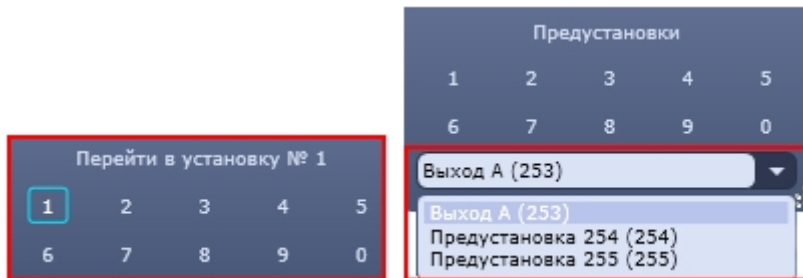 Перейти в установку № 1
1 2 3 4 5
6 7 8 9 0
Предустановки
1 2 3 4 5
6 7 8 9 0
Выход A (253)
Выход A (253)
Предустановка 254 (254)
Предустановка 255 (255)